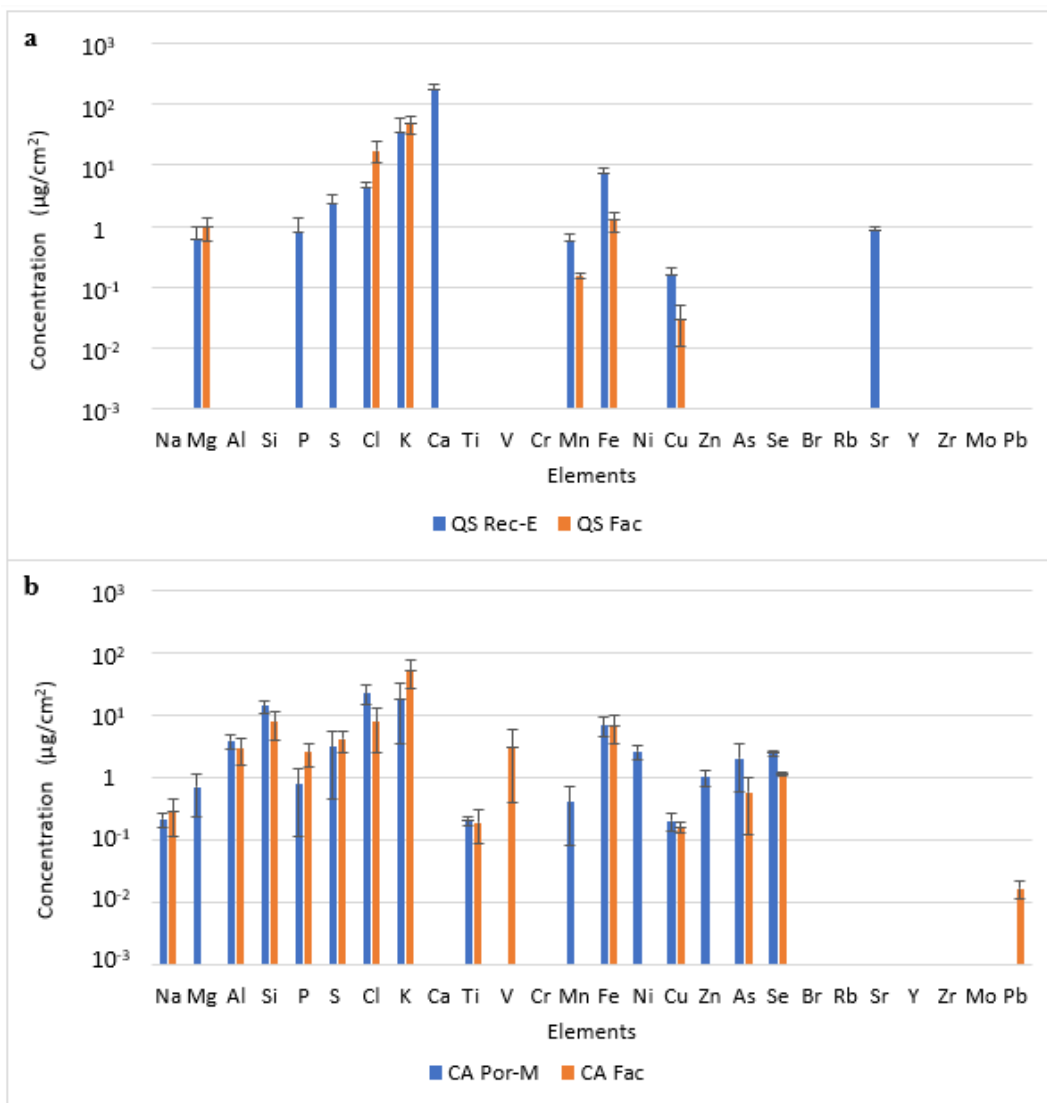 a
10³
10²
10¹
1
10⁻¹
10⁻²
10⁻³
Concentration (µg/cm²)
Na Mg Al Si P S Cl K Ca Ti V Cr Mn Fe Ni Cu Zn As Se Br Rb Sr Y Zr Mo Pb
Elements
QS Rec-E QS Fac
b
10³
10²
10¹
1
10⁻¹
10⁻²
10⁻³
Concentration (µg/cm²)
Na Mg Al Si P S Cl K Ca Ti V Cr Mn Fe Ni Cu Zn As Se Br Rb Sr Y Zr Mo Pb
Elements
CA Por-M CA Fac